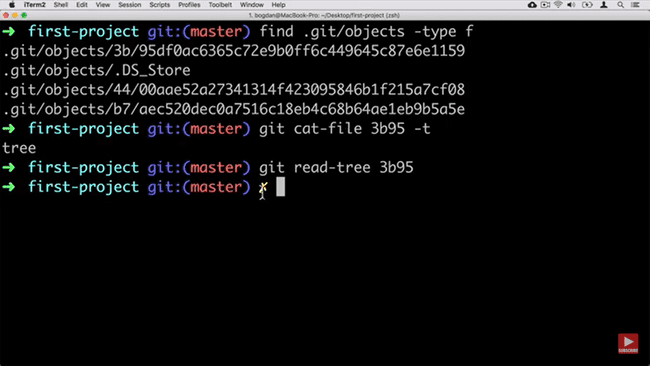 iTerm2 Shell Edit View Session Scripts Profiles Toolbelt Window Help
1. bogdan@MacBook-Pro: ~/Desktop/first-project (zsh)
➜ first-project git:(master) find .git/objects -type f
.git/objects/3b/95df0ac6365c72e9b0ff6c449645c87e6e1159
.git/objects/.DS_Store
.git/objects/44/00aae52a27341314f423095846b1f215a7cf08
.git/objects/b7/aec520dec0a7516c18eb4c68b64ae1eb9b5a5e
➜ first-project git:(master) git cat-file 3b95 -t
tree
➜ first-project git:(master) git read-tree 3b95
➜ first-project git:(master) ✗
SUBSCRIBE